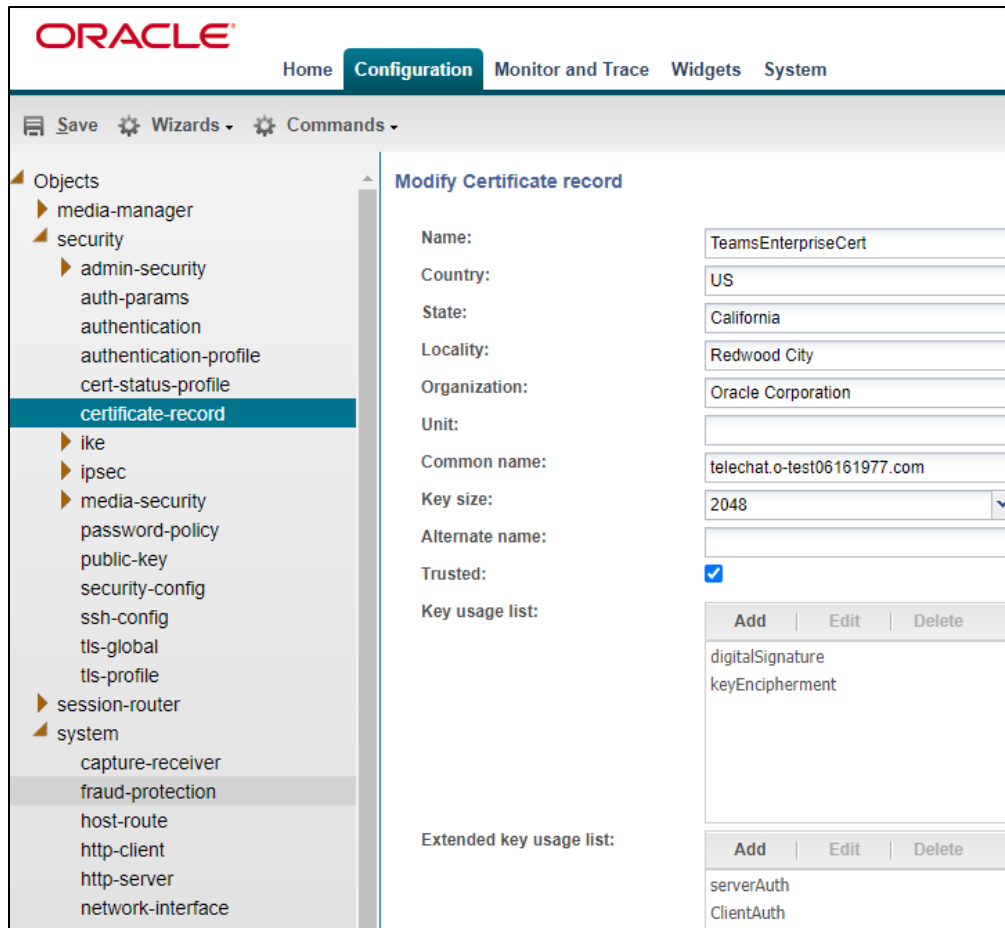 ORACLE
Home Configuration Monitor and Trace Widgets System
Save Wizards Commands
Objects
media-manager
security
admin-security
auth-params
authentication
authentication-profile
cert-status-profile
certificate-record
ike
ipsec
media-security
password-policy
public-key
security-config
ssh-config
tls-global
tls-profile
session-router
system
capture-receiver
fraud-protection
host-route
http-client
http-server
network-interface
Modify Certificate record
Name: TeamsEnterpriseCert
Country: US
State: California
Locality: Redwood City
Organization: Oracle Corporation
Unit:
Common name: telechat.o-test06161977.com
Key size: 2048
Alternate name:
Trusted:
Key usage list: Add Edit Delete
digitalSignature
keyEncipherment
Extended key usage list: Add Edit Delete
serverAuth
ClientAuth